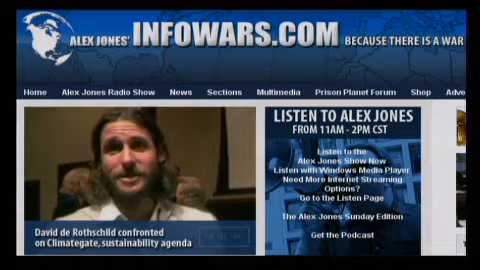 ALEX JONES' INFOWARS.COM BECAUSE THERE IS A WAR
Home Alex Jones Radio Show News Sections Multimedia Prison Planet Forum Shop Adve
LISTEN TO ALEX JONES
FROM 11AM - 2PM CST
Listen to the
Alex Jones Show Now
Listen with Windows Media Player
Need More Internet Streaming
Options?
Go to the Listen Page
The Alex Jones Sunday Edition
Get the Podcast
David de Rothschild confronted
on Climategate, sustainability agenda